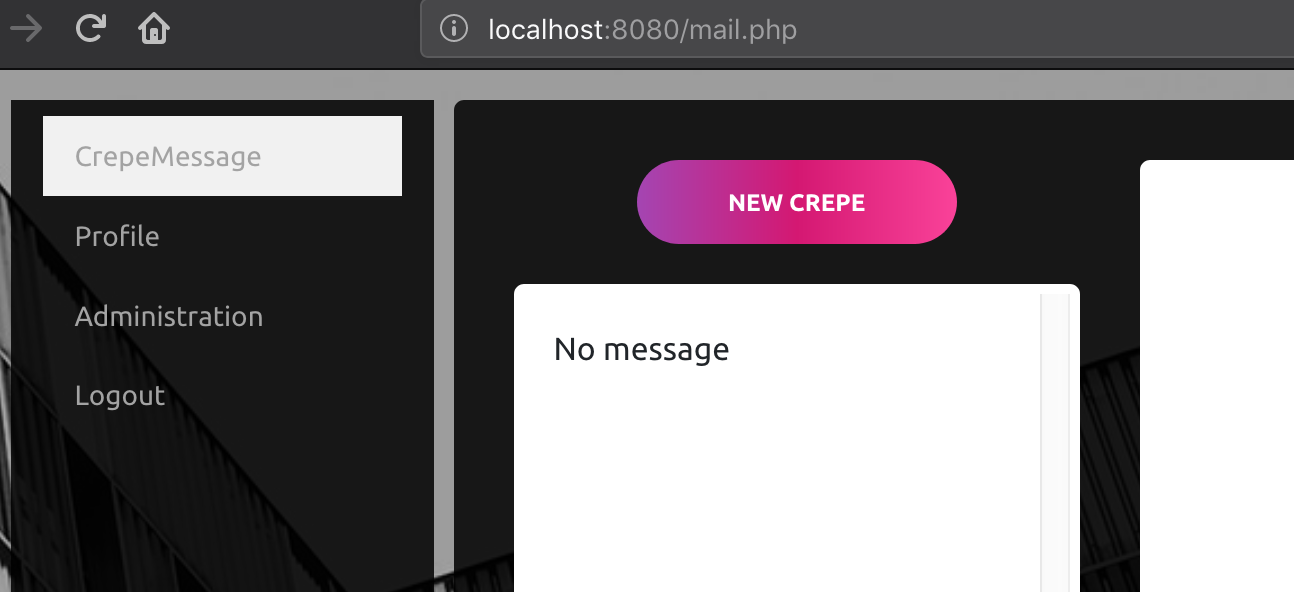 localhost:8080/mail.php
CrepeMessage
Profile
Administration
Logout
NEW CREPE
No message